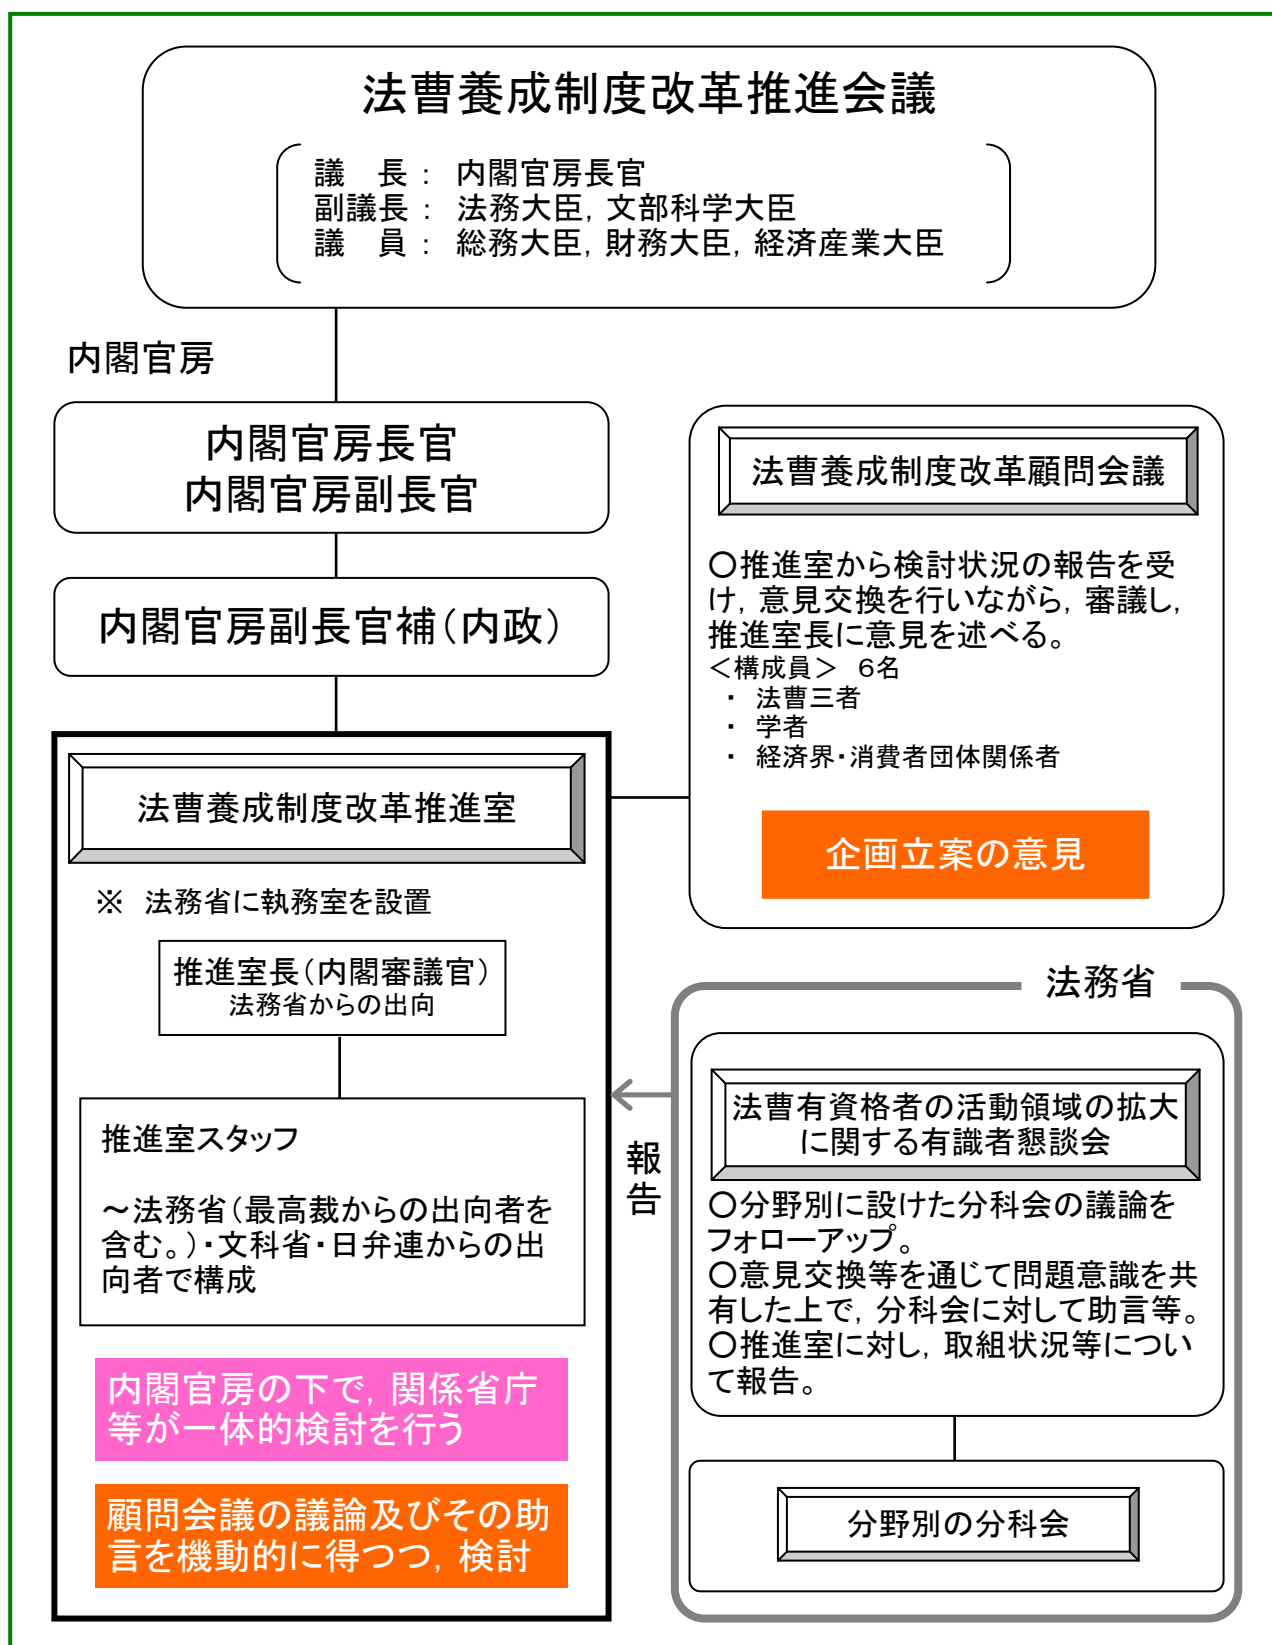 法曹養成制度改革推進会議
議　長： 内閣官房長官
副議長： 法務大臣，文部科学大臣
議　員： 総務大臣，財務大臣，経済産業大臣
内閣官房
内閣官房長官
内閣官房副長官
内閣官房副長官補（内政）
法曹養成制度改革推進室
※　法務省に執務室を設置
推進室長（内閣審議官）
法務省からの出向
推進室スタッフ
～法務省（最高裁からの出向者を
含む。）・文科省・日弁連からの出
向者で構成
内閣官房の下で，関係省庁
等が一体的検討を行う
顧問会議の議論及びその助
言を機動的に得つつ，検討
法曹養成制度改革顧問会議
○推進室から検討状況の報告を受
け，意見交換を行いながら，審議し，
推進室長に意見を述べる。
＜構成員＞　６名
・　法曹三者
・　学者
・　経済界・消費者団体関係者
企画立案の意見
報告
法務省
法曹有資格者の活動領域の拡大
に関する有識者懇談会
○分野別に設けた分科会の議論を
フォローアップ。
○意見交換等を通じて問題意識を共
有した上で，分科会に対して助言等。
○推進室に対し，取組状況等につい
て報告。
分野別の分科会